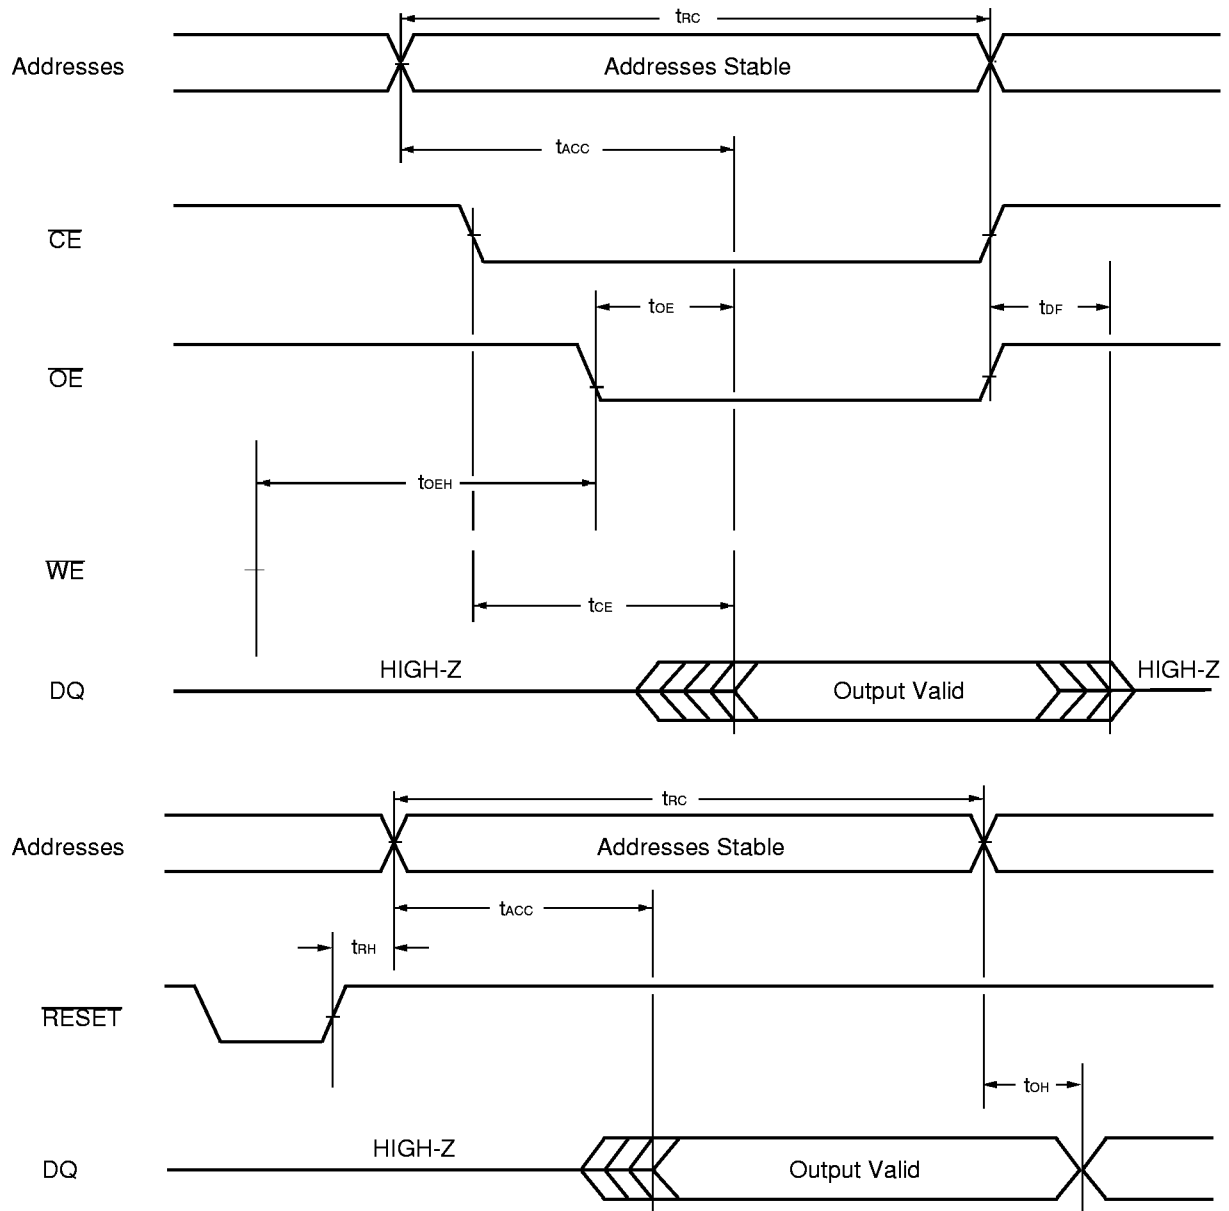 tRC
Addresses
Addresses Stable
tACC
CE
tOE
tDF
OE
tOEH
WE
tCE
HIGH-Z
HIGH-Z
DQ
Output Valid
tRC
Addresses
Addresses Stable
tACC
tRH
RESET
tOH
HIGH-Z
DQ
Output Valid